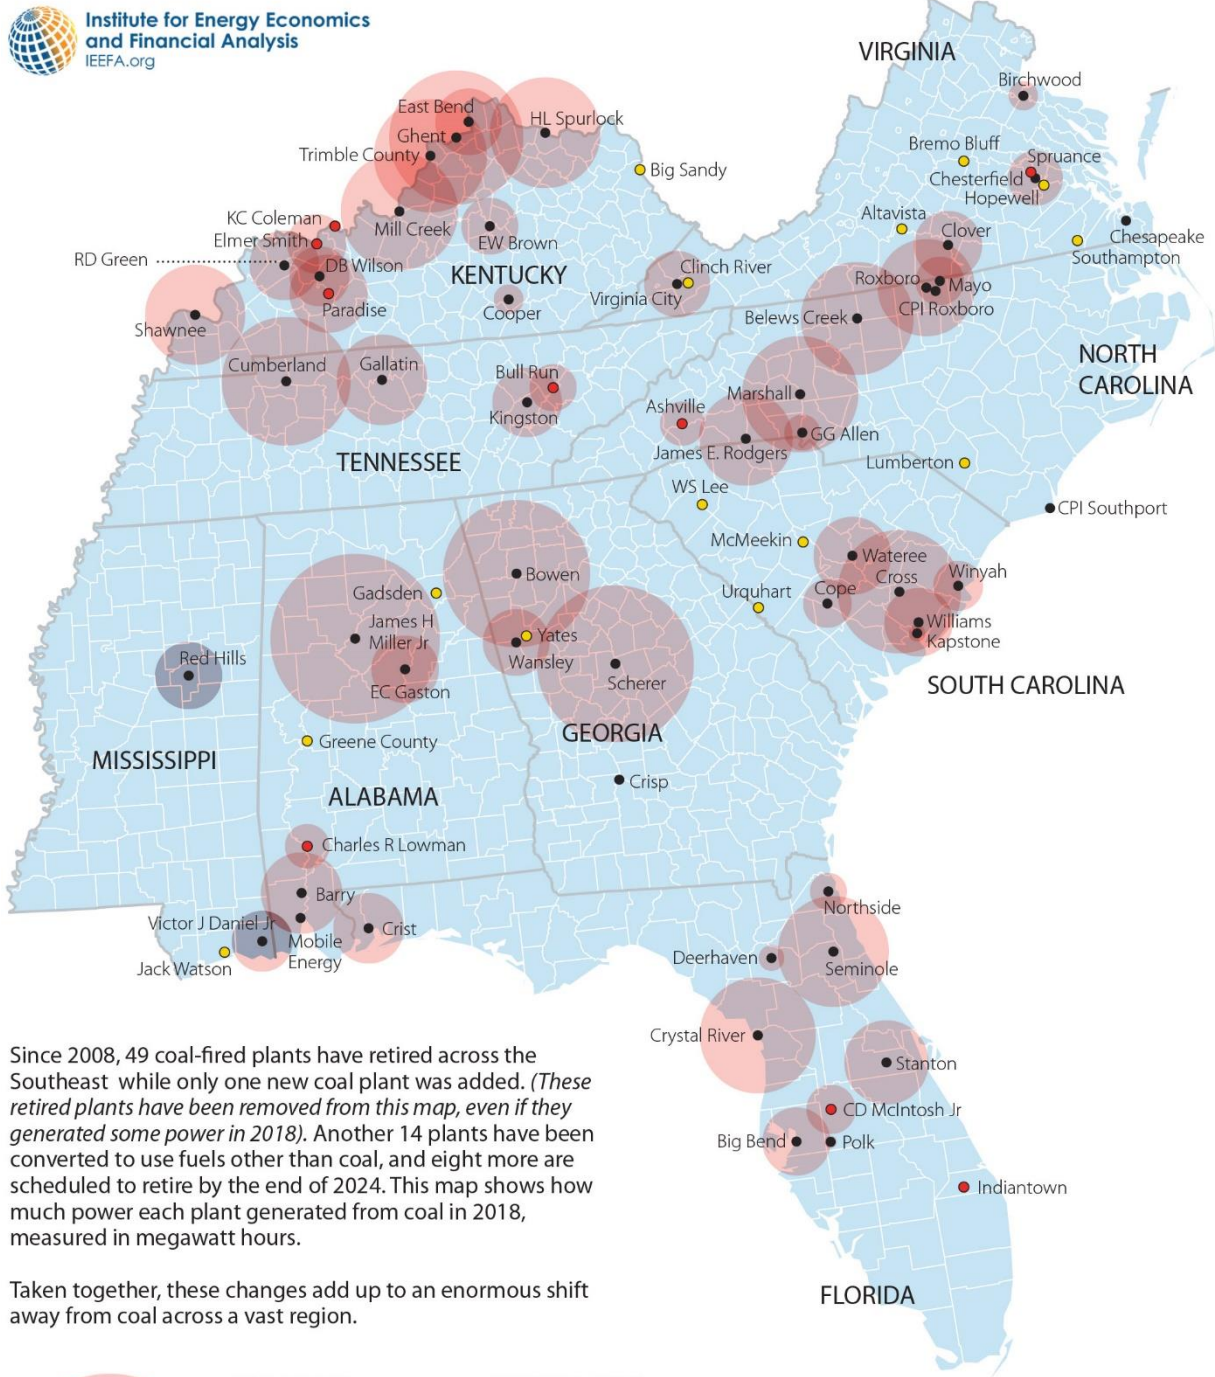 Institute for Energy Economics
and Financial Analysis
IEEFA.org
VIRGINIA
Birchwood
East Bend
HL Spurlock
Ghent
Trimble County
Big Sandy
Bremo Bluff
Spruance
Chesterfield
Hopewell
Altavista
KC Coleman
Mill Creek
EW Brown
Clover
Chesapeake
Elmer Smith
Southampton
RD Green
DB Wilson
KENTUCKY
Clinch River
Roxboro
Mayo
Virginia City
Paradise
Cooper
CPI Roxboro
Shawnee
Belews Creek
NORTH
CAROLINA
Cumberland
Gallatin
Bull Run
Kingston
Marshall
Ashville
GG Allen
James E. Rodgers
TENNESSEE
Lumberton
WS Lee
CPI Southport
McMeekin
Wateree
Cross
Winyah
Bowen
Urquhart
Cope
Gadsden
James H
Miller Jr
Yates
Williams
Kapstone
Wansley
Red Hills
EC Gaston
Scherer
SOUTH CAROLINA
GEORGIA
Greene County
MISSISSIPPI
Crisp
ALABAMA
Charles R Lowman
Barry
Northside
Victor J Daniel Jr
Crist
Mobile
Energy
Jack Watson
Deerhaven
Seminole
Crystal River
Stanton
CD McIntosh Jr
Big Bend
Polk
Indiantown
FLORIDA
Since 2008, 49 coal-fired plants have retired across the
Southeast while only one new coal plant was added. (These
retired plants have been removed from this map, even if they
generated some power in 2018). Another 14 plants have been
converted to use fuels other than coal, and eight more are
scheduled to retire by the end of 2024. This map shows how
much power each plant generated from coal in 2018,
measured in megawatt hours.
Taken together, these changes add up to an enormous shift
away from coal across a vast region.